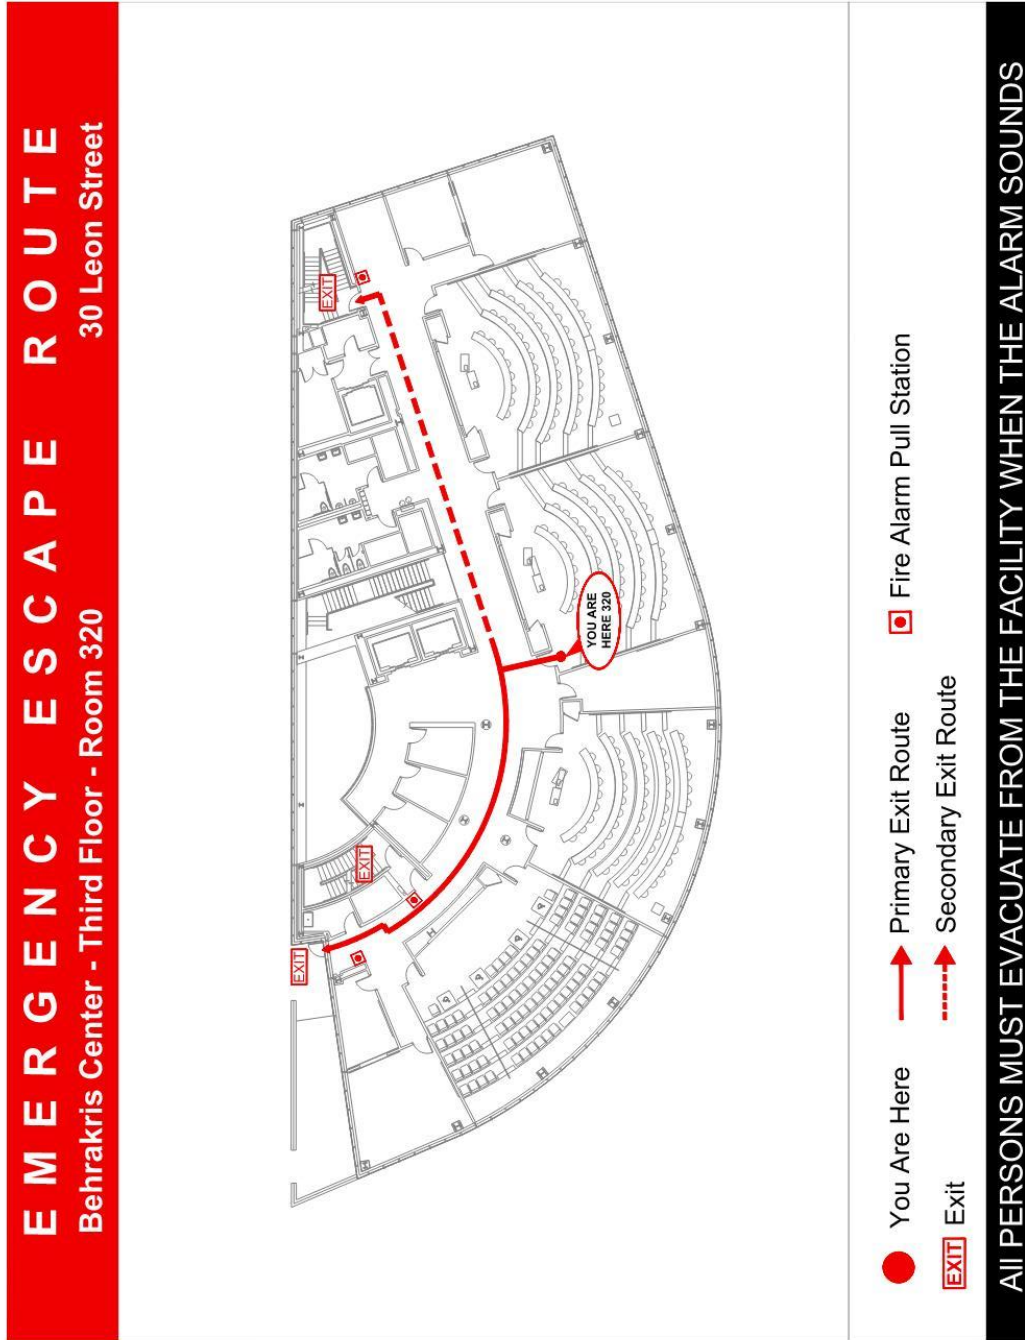 EMERGENCY ESCAPE ROUTE
Behrakris Center - Third Floor - Room 320
30 Leon Street
EXIT
EXIT
EXIT
YOU ARE
HERE 320
You Are Here
Primary Exit Route
Fire Alarm Pull Station
EXIT Exit
Secondary Exit Route
All PERSONS MUST EVACUATE FROM THE FACILITY WHEN THE ALARM SOUNDS